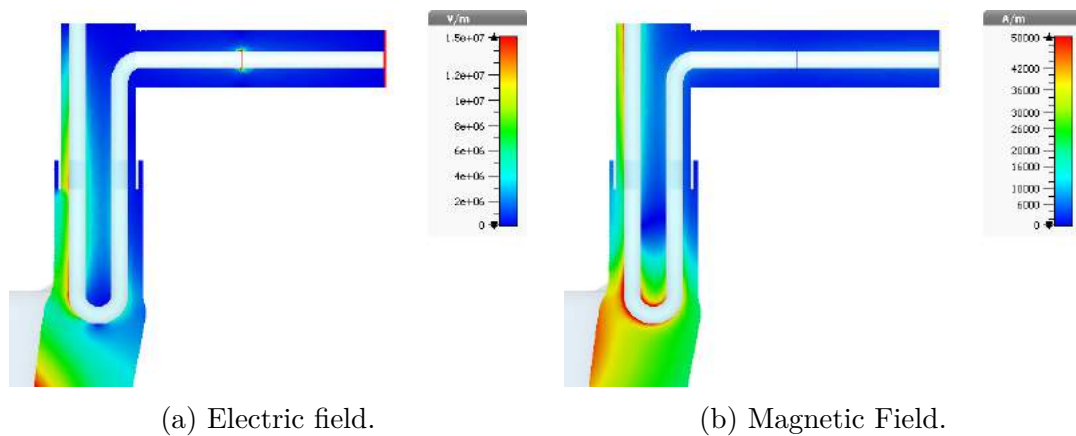 V/m
1.5e+07
1.2e+07
1e+07
8e+06
6e+06
4e+06
2e+06
0
A/m
50000
42000
36000
30000
26000
20000
10000
6000
0
(a) Electric field.
(b) Magnetic Field.